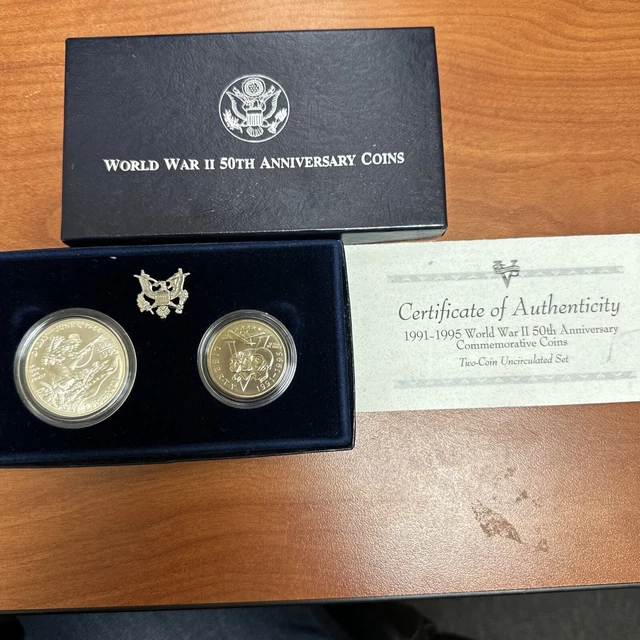 WORLD WAR II 50TH ANNIVERSARY COINS
Certificate of Authenticity
1991-1995 World War II 50th Anniversary
Commemorative Coins
Two-Coin Uncirculated Set